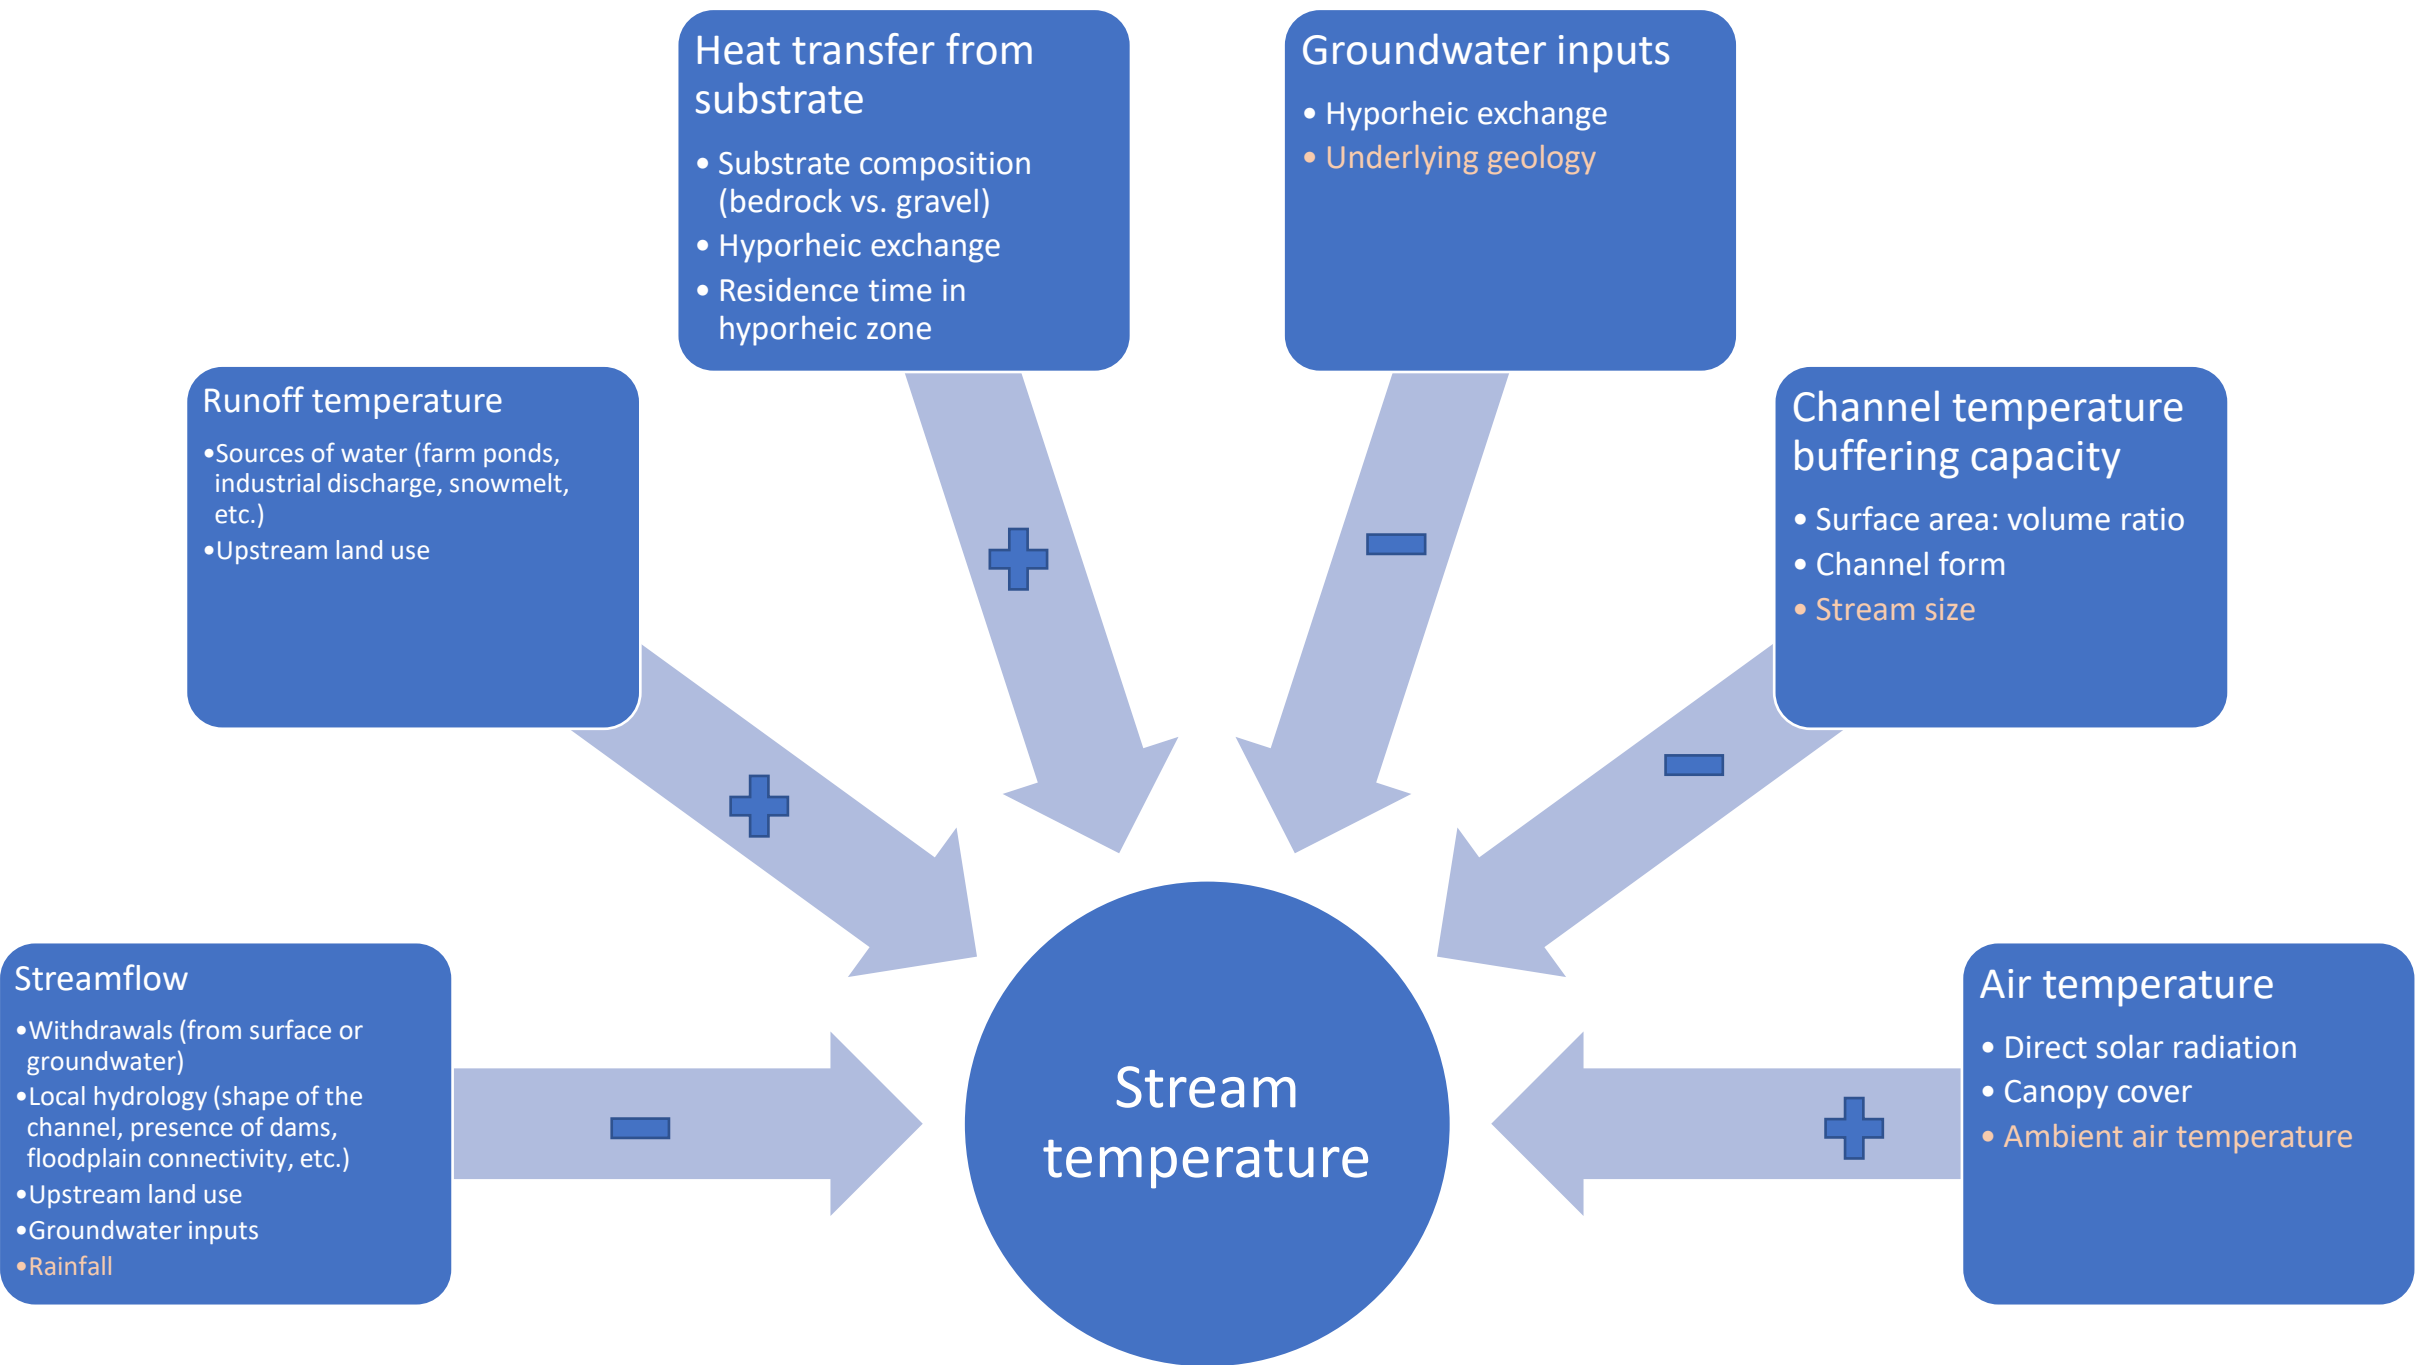 Heat transfer from
substrate
• Substrate composition
(bedrock vs. gravel)
• Hyporheic exchange
• Residence time in
hyporheic zone
Groundwater inputs
• Hyporheic exchange
• Underlying geology
Runoff temperature
•Sources of water (farm ponds,
industrial discharge, snowmelt,
etc.)
•Upstream land use
Channel temperature
buffering capacity
• Surface area: volume ratio
• Channel form
• Stream size
Streamflow
•Withdrawals (from surface or
groundwater)
•Local hydrology (shape of the
channel, presence of dams,
floodplain connectivity, etc.)
•Upstream land use
•Groundwater inputs
•Rainfall
Air temperature
• Direct solar radiation
• Canopy cover
• Ambient air temperature
Stream
temperature